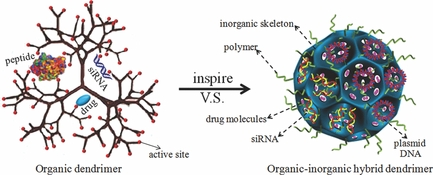 peptide
siRNA
drug
active site
Organic dendrimer
inspire
V.S.
inorganic skeleton
polymer
drug molecules
siRNA
plasmid
DNA
Organic-inorganic hybrid dendrimer